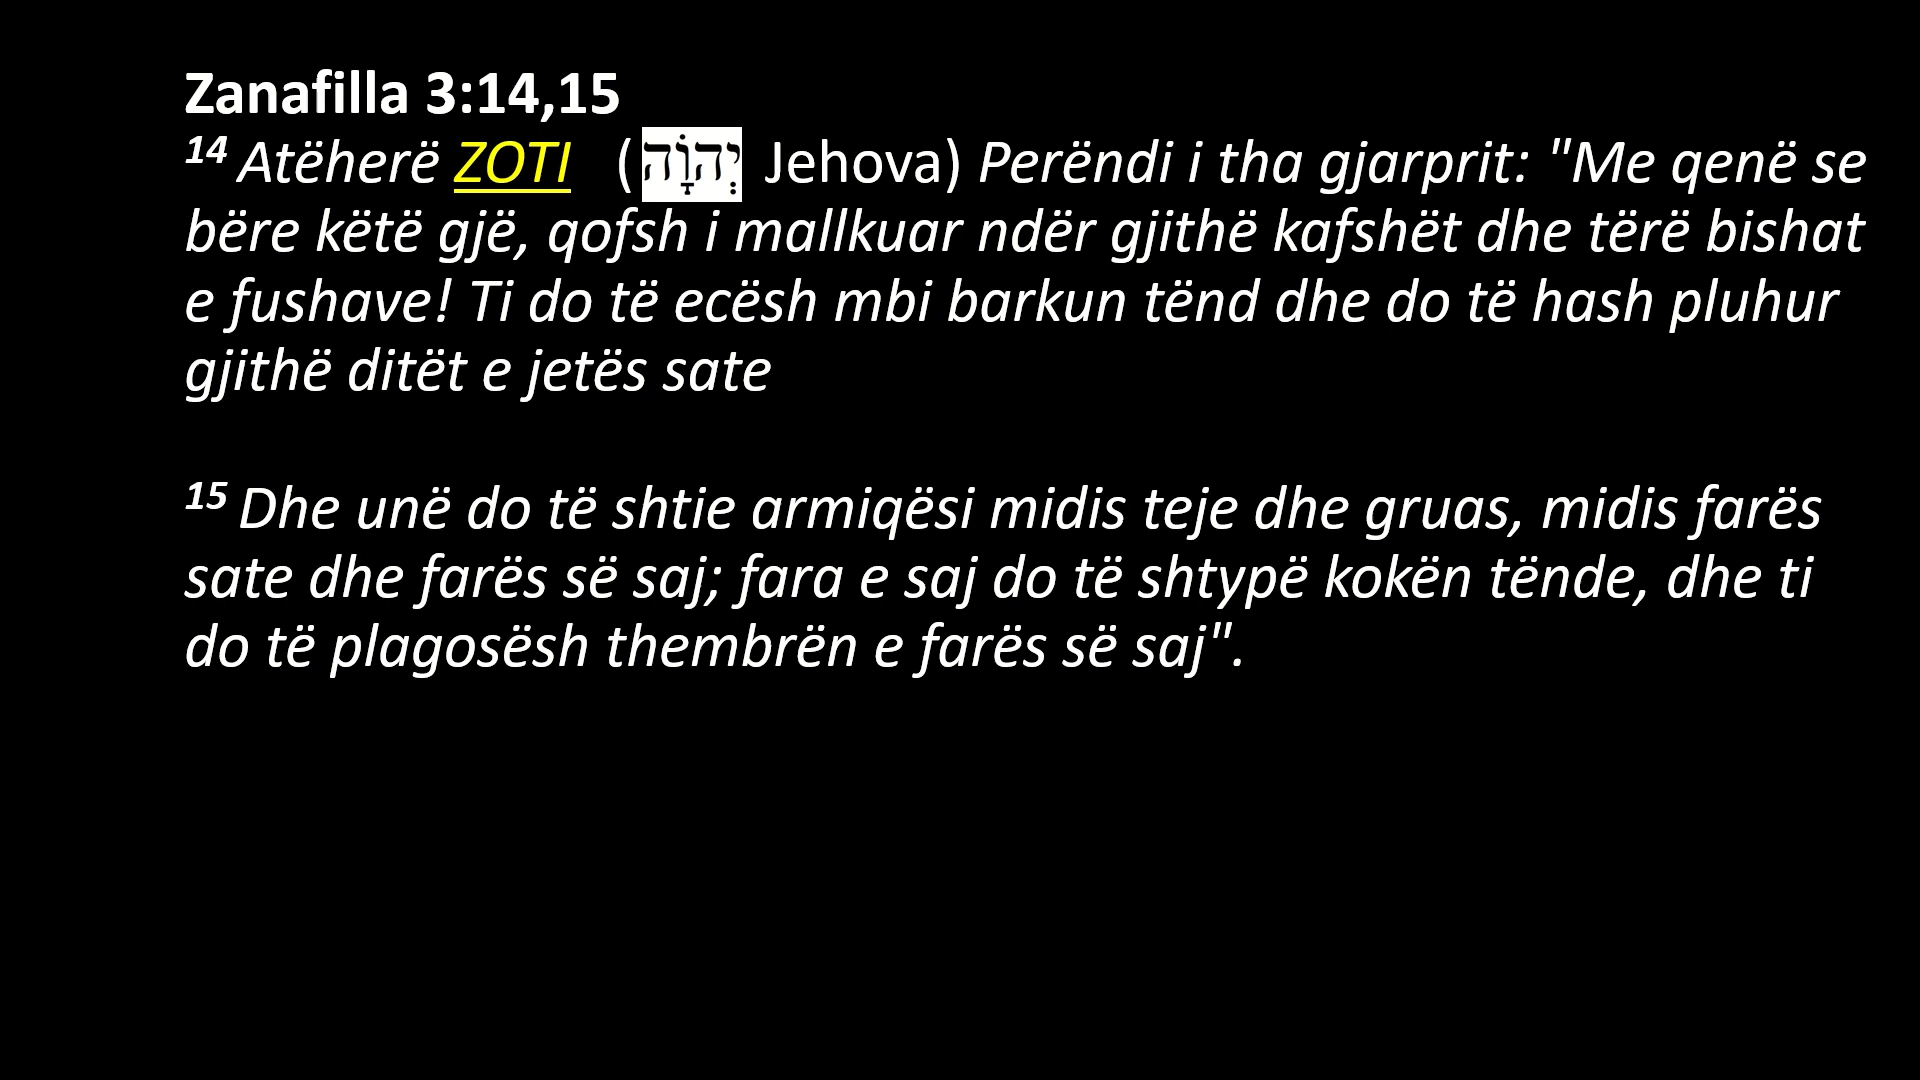 Zanafilla 3:14,15
14 Atëherë ZOTI (יְהוָֹה Jehova) Perëndi i tha gjarprit: "Me qenë se
bëre këtë gjë, qofsh i mallkuar ndër gjithë kafshët dhe tërë bishat
e fushave! Ti do të ecësh mbi barkun tënd dhe do të hash pluhur
gjithë ditët e jetës sate
15 Dhe unë do të shtie armiqësi midis teje dhe gruas, midis farës
sate dhe farës së saj; fara e saj do të shtypë kokën tënde, dhe ti
do të plagosësh thembrën e farës së saj".